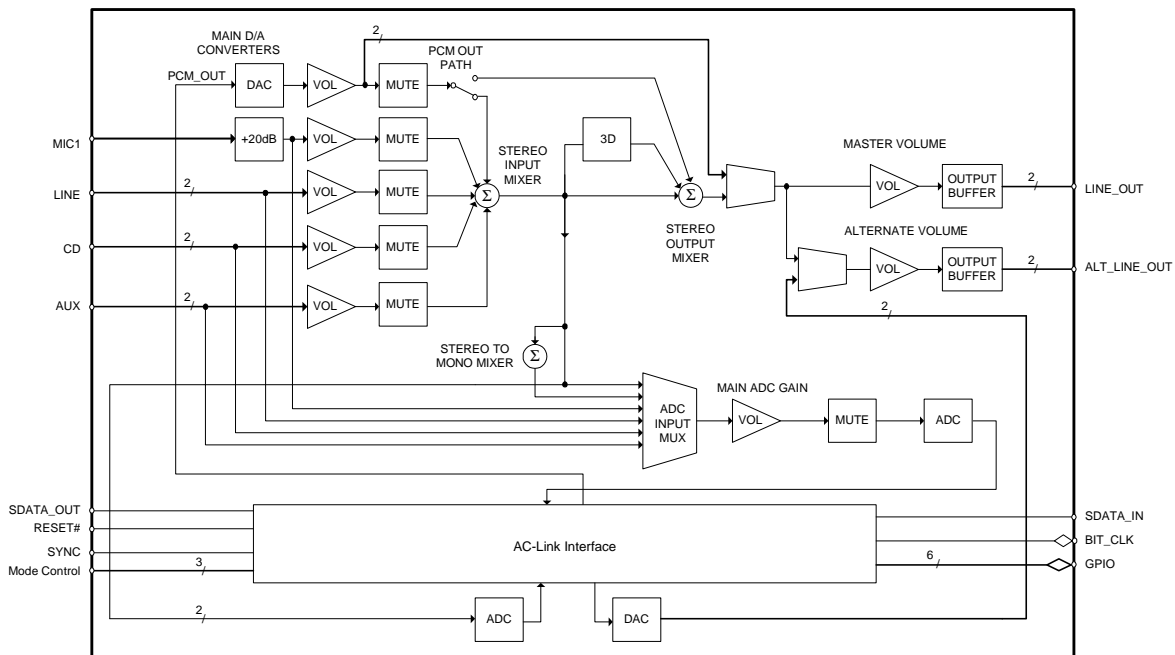 MAIN D/A
CONVERTERS
2
PCM OUT
PATH
PCM_OUT
DAC
VOL
MUTE
MIC1
+20dB
VOL
MUTE
STEREO
INPUT
MIXER
3D
MASTER VOLUME
LINE
2
VOL
MUTE
Σ
Σ
VOL
OUTPUT
BUFFER
2
LINE_OUT
STEREO
OUTPUT
MIXER
ALTERNATE VOLUME
CD
2
VOL
MUTE
VOL
OUTPUT
BUFFER
2
ALT_LINE_OUT
AUX
2
VOL
MUTE
2
STEREO TO
MONO MIXER
Σ
ADC
INPUT
MUX
MAIN ADC GAIN
VOL
MUTE
ADC
SDATA_OUT
RESET#
SYNC
Mode Control
3
AC-Link Interface
SDATA_IN
BIT_CLK
6
GPIO
2
ADC
DAC